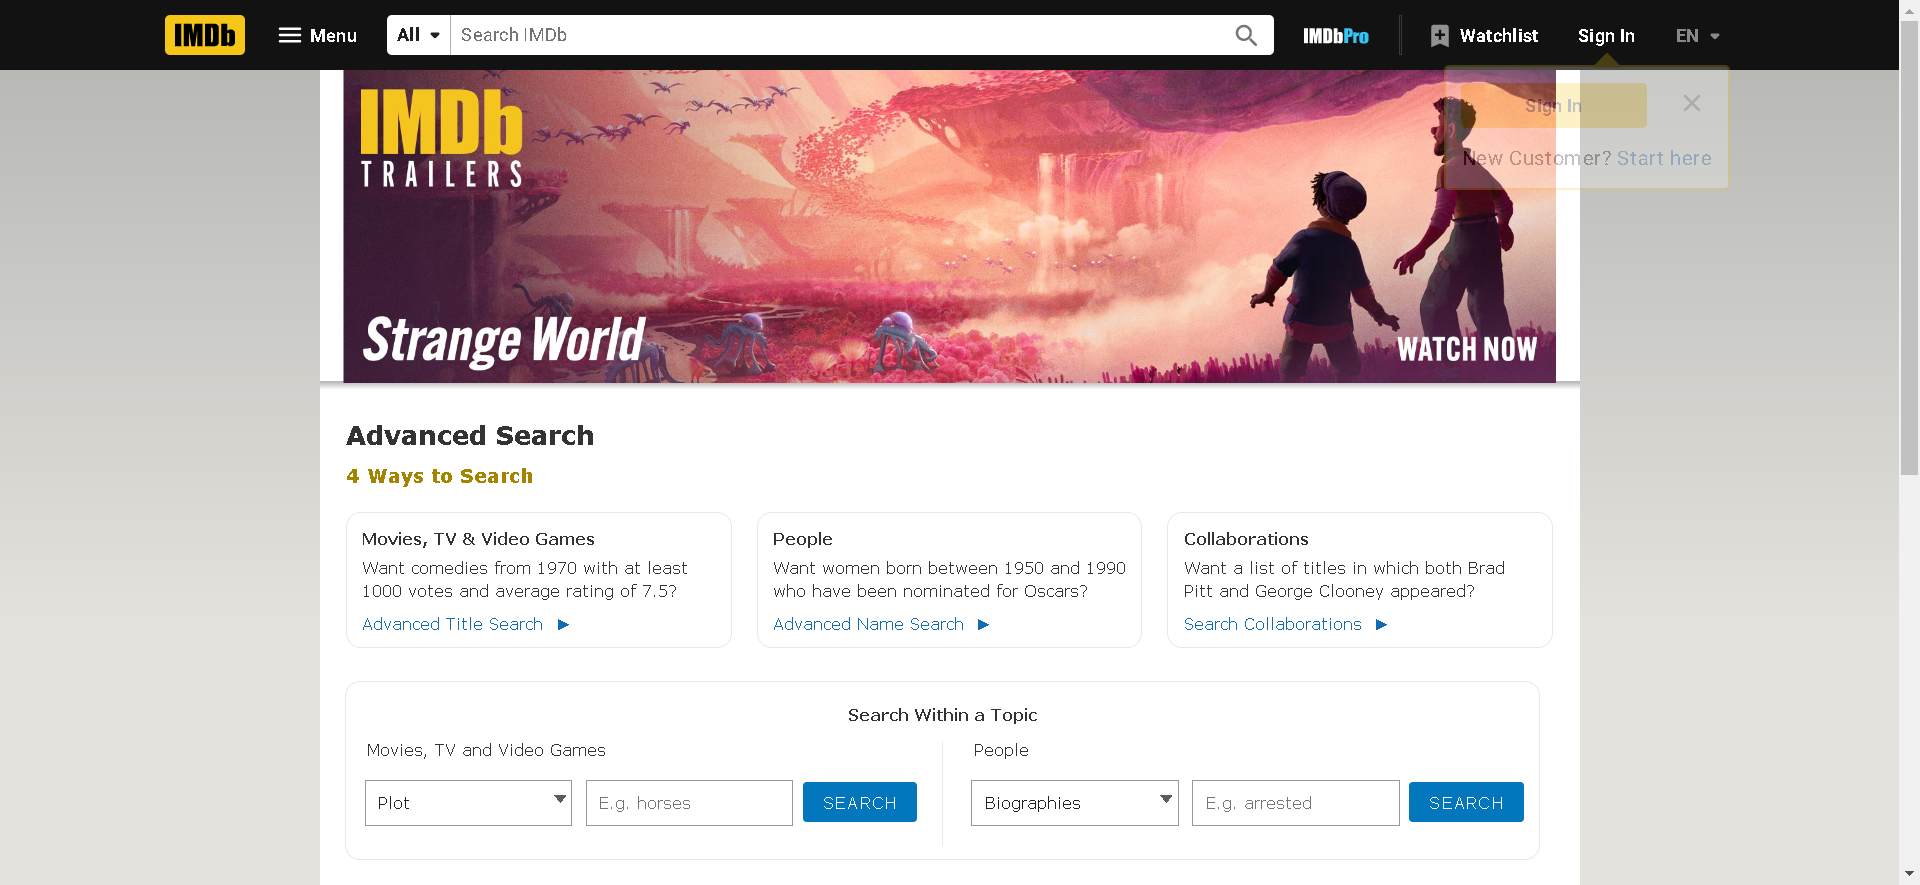 IMDb
Menu
All
Search IMDb
IMDbPro
Watchlist
Sign In
EN
Sign In
New Customer? Start here
IMDb
TRAILERS
Strange World
WATCH NOW
Advanced Search
4 Ways to Search
Movies, TV & Video Games
Want comedies from 1970 with at least
1000 votes and average rating of 7.5?
Advanced Title Search
People
Want women born between 1950 and 1990
who have been nominated for Oscars?
Advanced Name Search
Collaborations
Want a list of titles in which both Brad
Pitt and George Clooney appeared?
Search Collaborations
Search Within a Topic
Movies, TV and Video Games
Plot
E.g. horses
SEARCH
People
Biographies
E.g. arrested
SEARCH